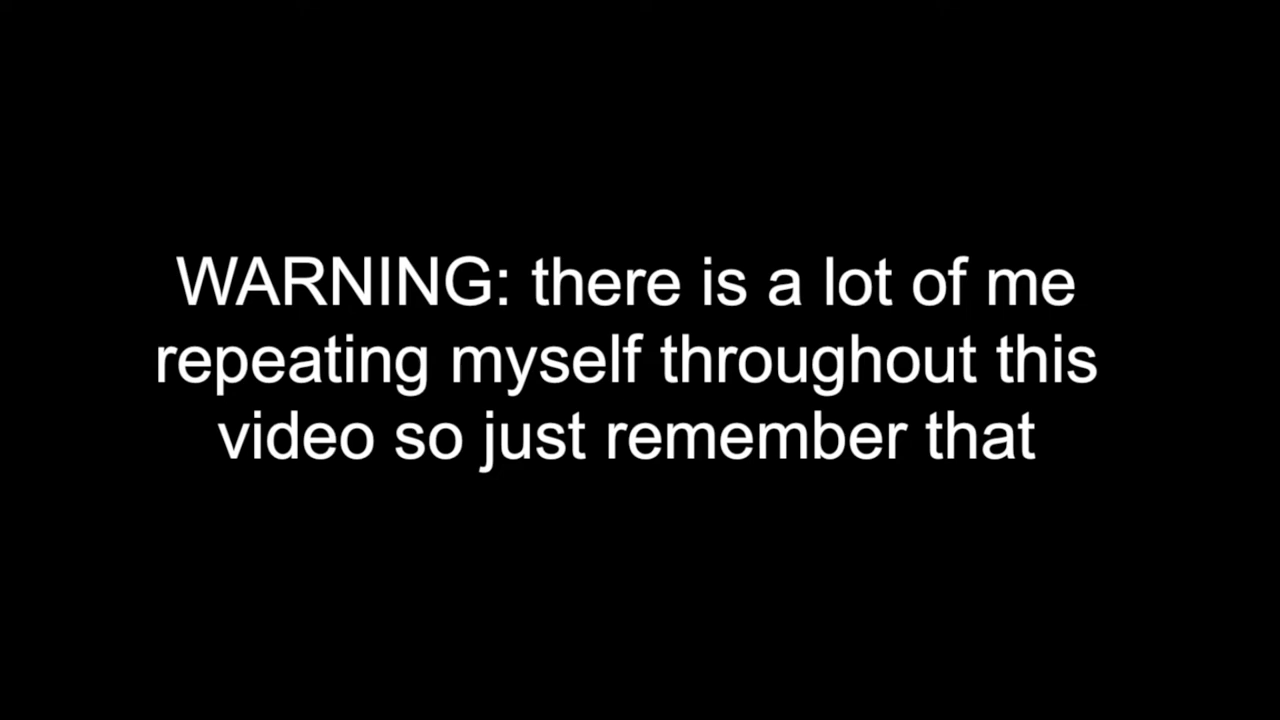 WARNING: there is a lot of me
repeating myself throughout this
video so just remember that